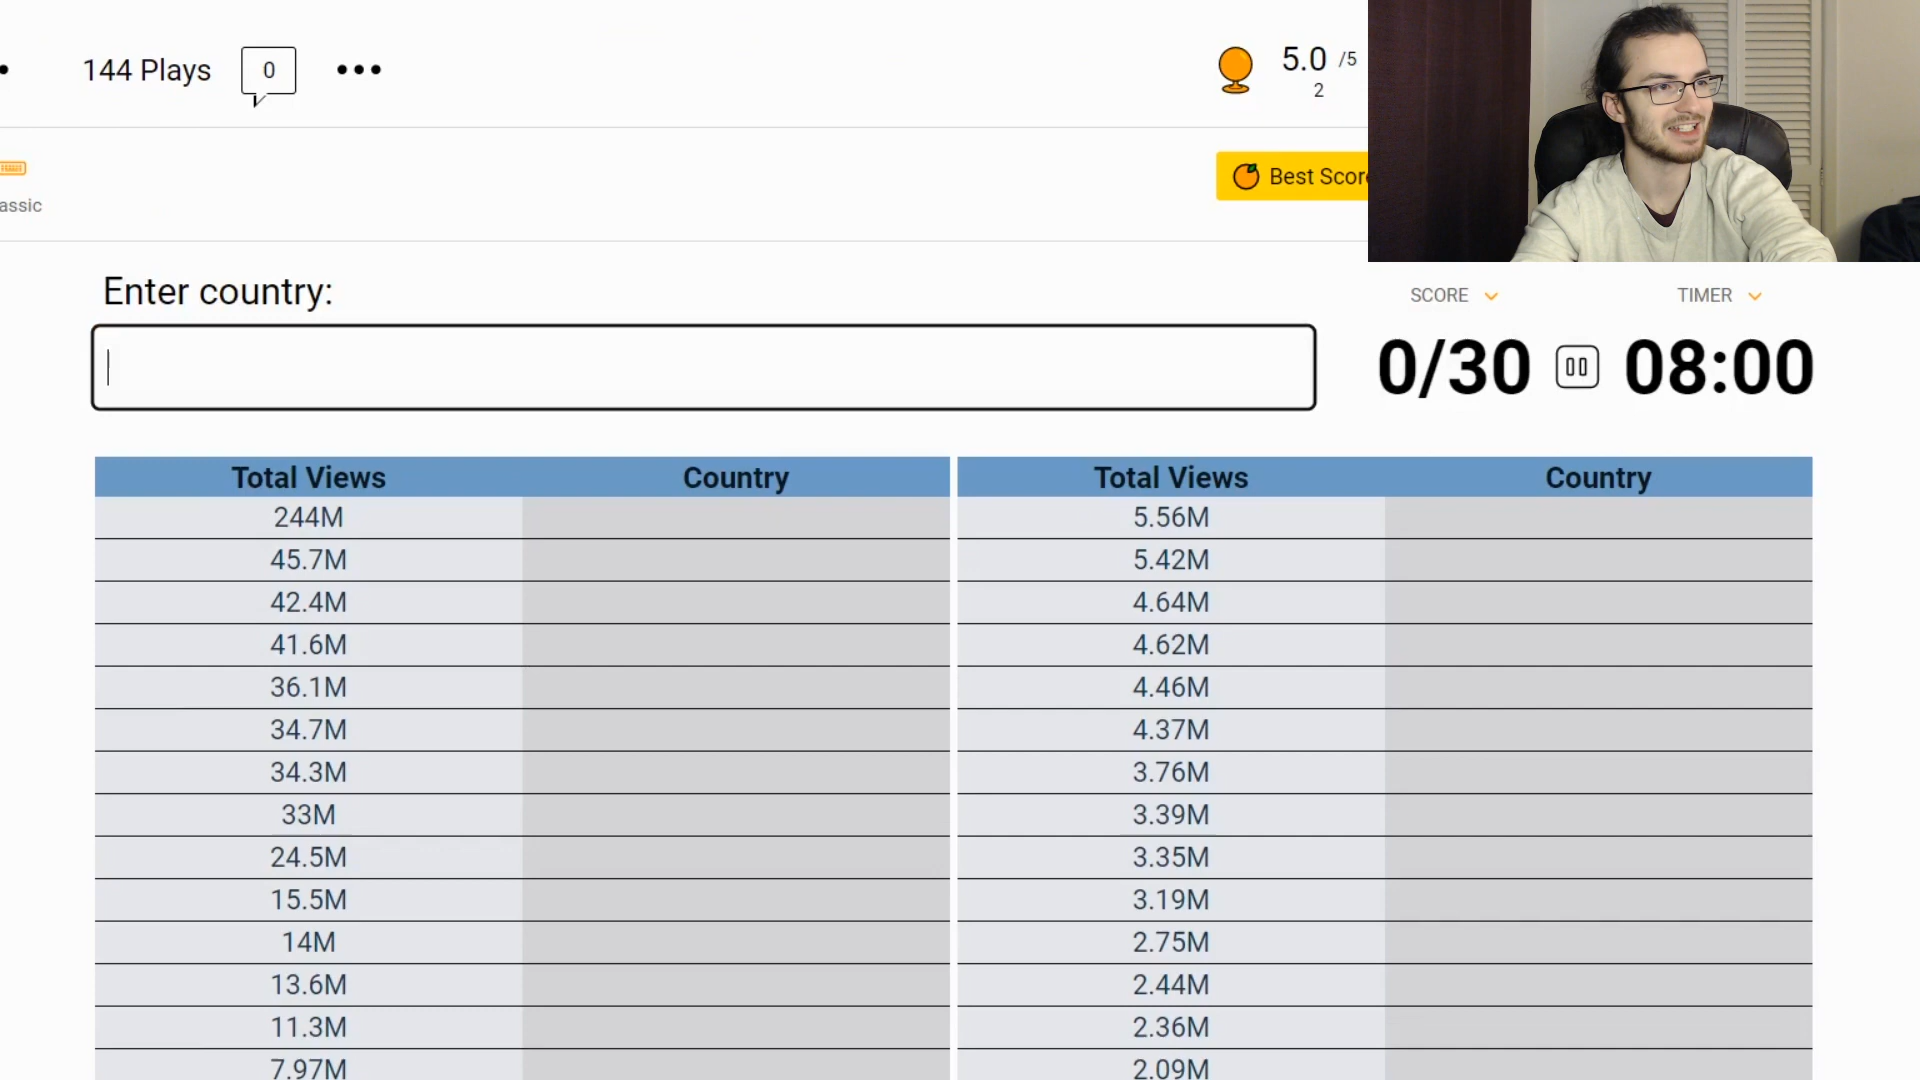 144 Plays
0
5.0 /5
2
assic
Best Score
Enter country:
SCORE
TIMER
0/30
08:00
Total Views Country Total Views Country
244M 5.56M
45.7M 5.42M
42.4M 4.64M
41.6M 4.62M
36.1M 4.46M
34.7M 4.37M
34.3M 3.76M
33M 3.39M
24.5M 3.35M
15.5M 3.19M
14M 2.75M
13.6M 2.44M
11.3M 2.36M
7.97M 2.09M